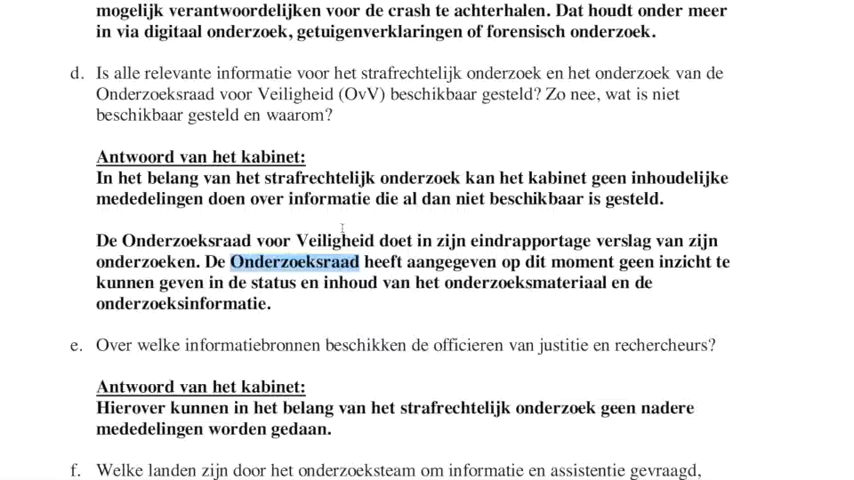 mogelijk verantwoordelijken voor de crash te achterhalen. Dat houdt onder meer
in via digitaal onderzoek, getuigenverklaringen of forensisch onderzoek.
d. Is alle relevante informatie voor het strafrechtelijk onderzoek en het onderzoek van de
Onderzoeksraad voor Veiligheid (OvV) beschikbaar gesteld? Zo nee, wat is niet
beschikbaar gesteld en waarom?
Antwoord van het kabinet:
In het belang van het strafrechtelijk onderzoek kan het kabinet geen inhoudelijke
mededelingen doen over informatie die al dan niet beschikbaar is gesteld.
De Onderzoeksraad voor Veiligheid doet in zijn eindrapportage verslag van zijn
onderzoeken. De Onderzoeksraad heeft aangegeven op dit moment geen inzicht te
kunnen geven in de status en inhoud van het onderzoeksmateriaal en de
onderzoeksinformatie.
e. Over welke informatiebronnen beschikken de officieren van justitie en rechercheurs?
Antwoord van het kabinet:
Hierover kunnen in het belang van het strafrechtelijk onderzoek geen nadere
mededelingen worden gedaan.
f. Welke landen zijn door het onderzoeksteam om informatie en assistentie gevraagd,